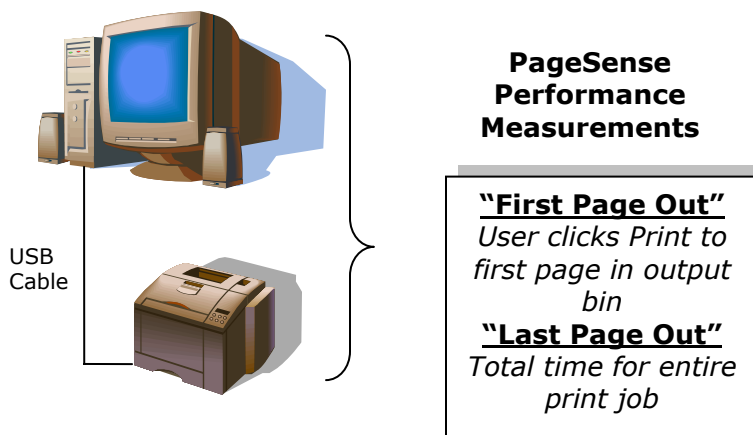 PageSense
Performance
Measurements
USB
Cable
“First Page Out”
User clicks Print to
first page in output
bin
“Last Page Out”
Total time for entire
print job